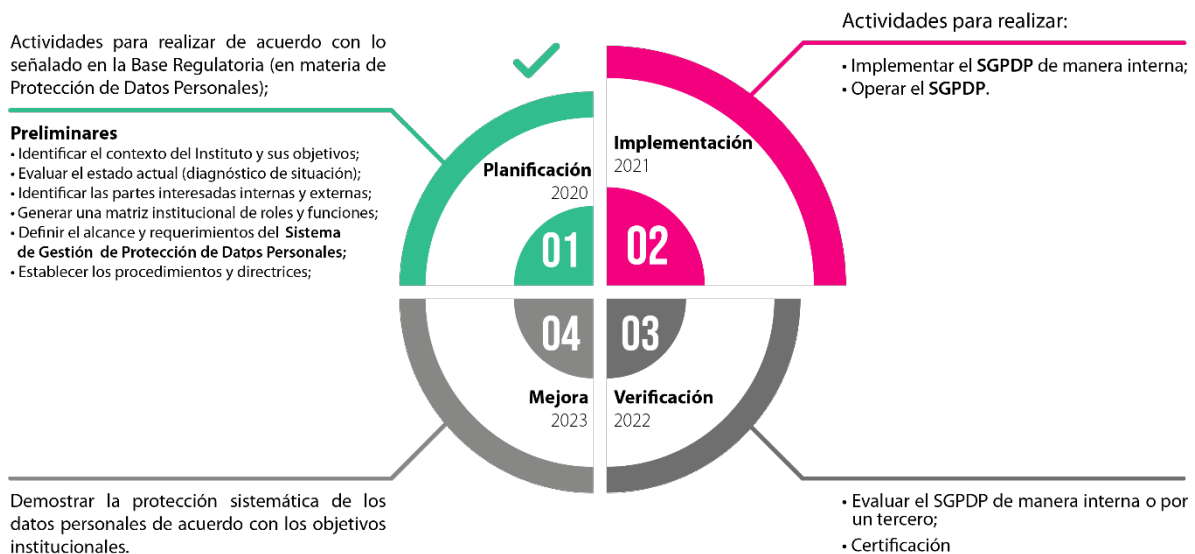 Actividades para realizar de acuerdo con lo
señalado en la Base Regulatoria (en materia de
Protección de Datos Personales);
Preliminares
• Identificar el contexto del Instituto y sus objetivos;
• Evaluar el estado actual (diagnóstico de situación);
• Identificar las partes interesadas internas y externas;
• Generar una matriz institucional de roles y funciones;
• Definir el alcance y requerimientos del Sistema
de Gestión de Protección de Datos Personales;
• Establecer los procedimientos y directrices;
Planificación
2020
01
Actividades para realizar:
• Implementar el SGPDP de manera interna;
• Operar el SGPDP.
Implementación
2021
02
03
Verificación
2022
• Evaluar el SGPDP de manera interna o por
un tercero;
• Certificación
04
Mejora
2023
Demostrar la protección sistemática de los
datos personales de acuerdo con los objetivos
institucionales.